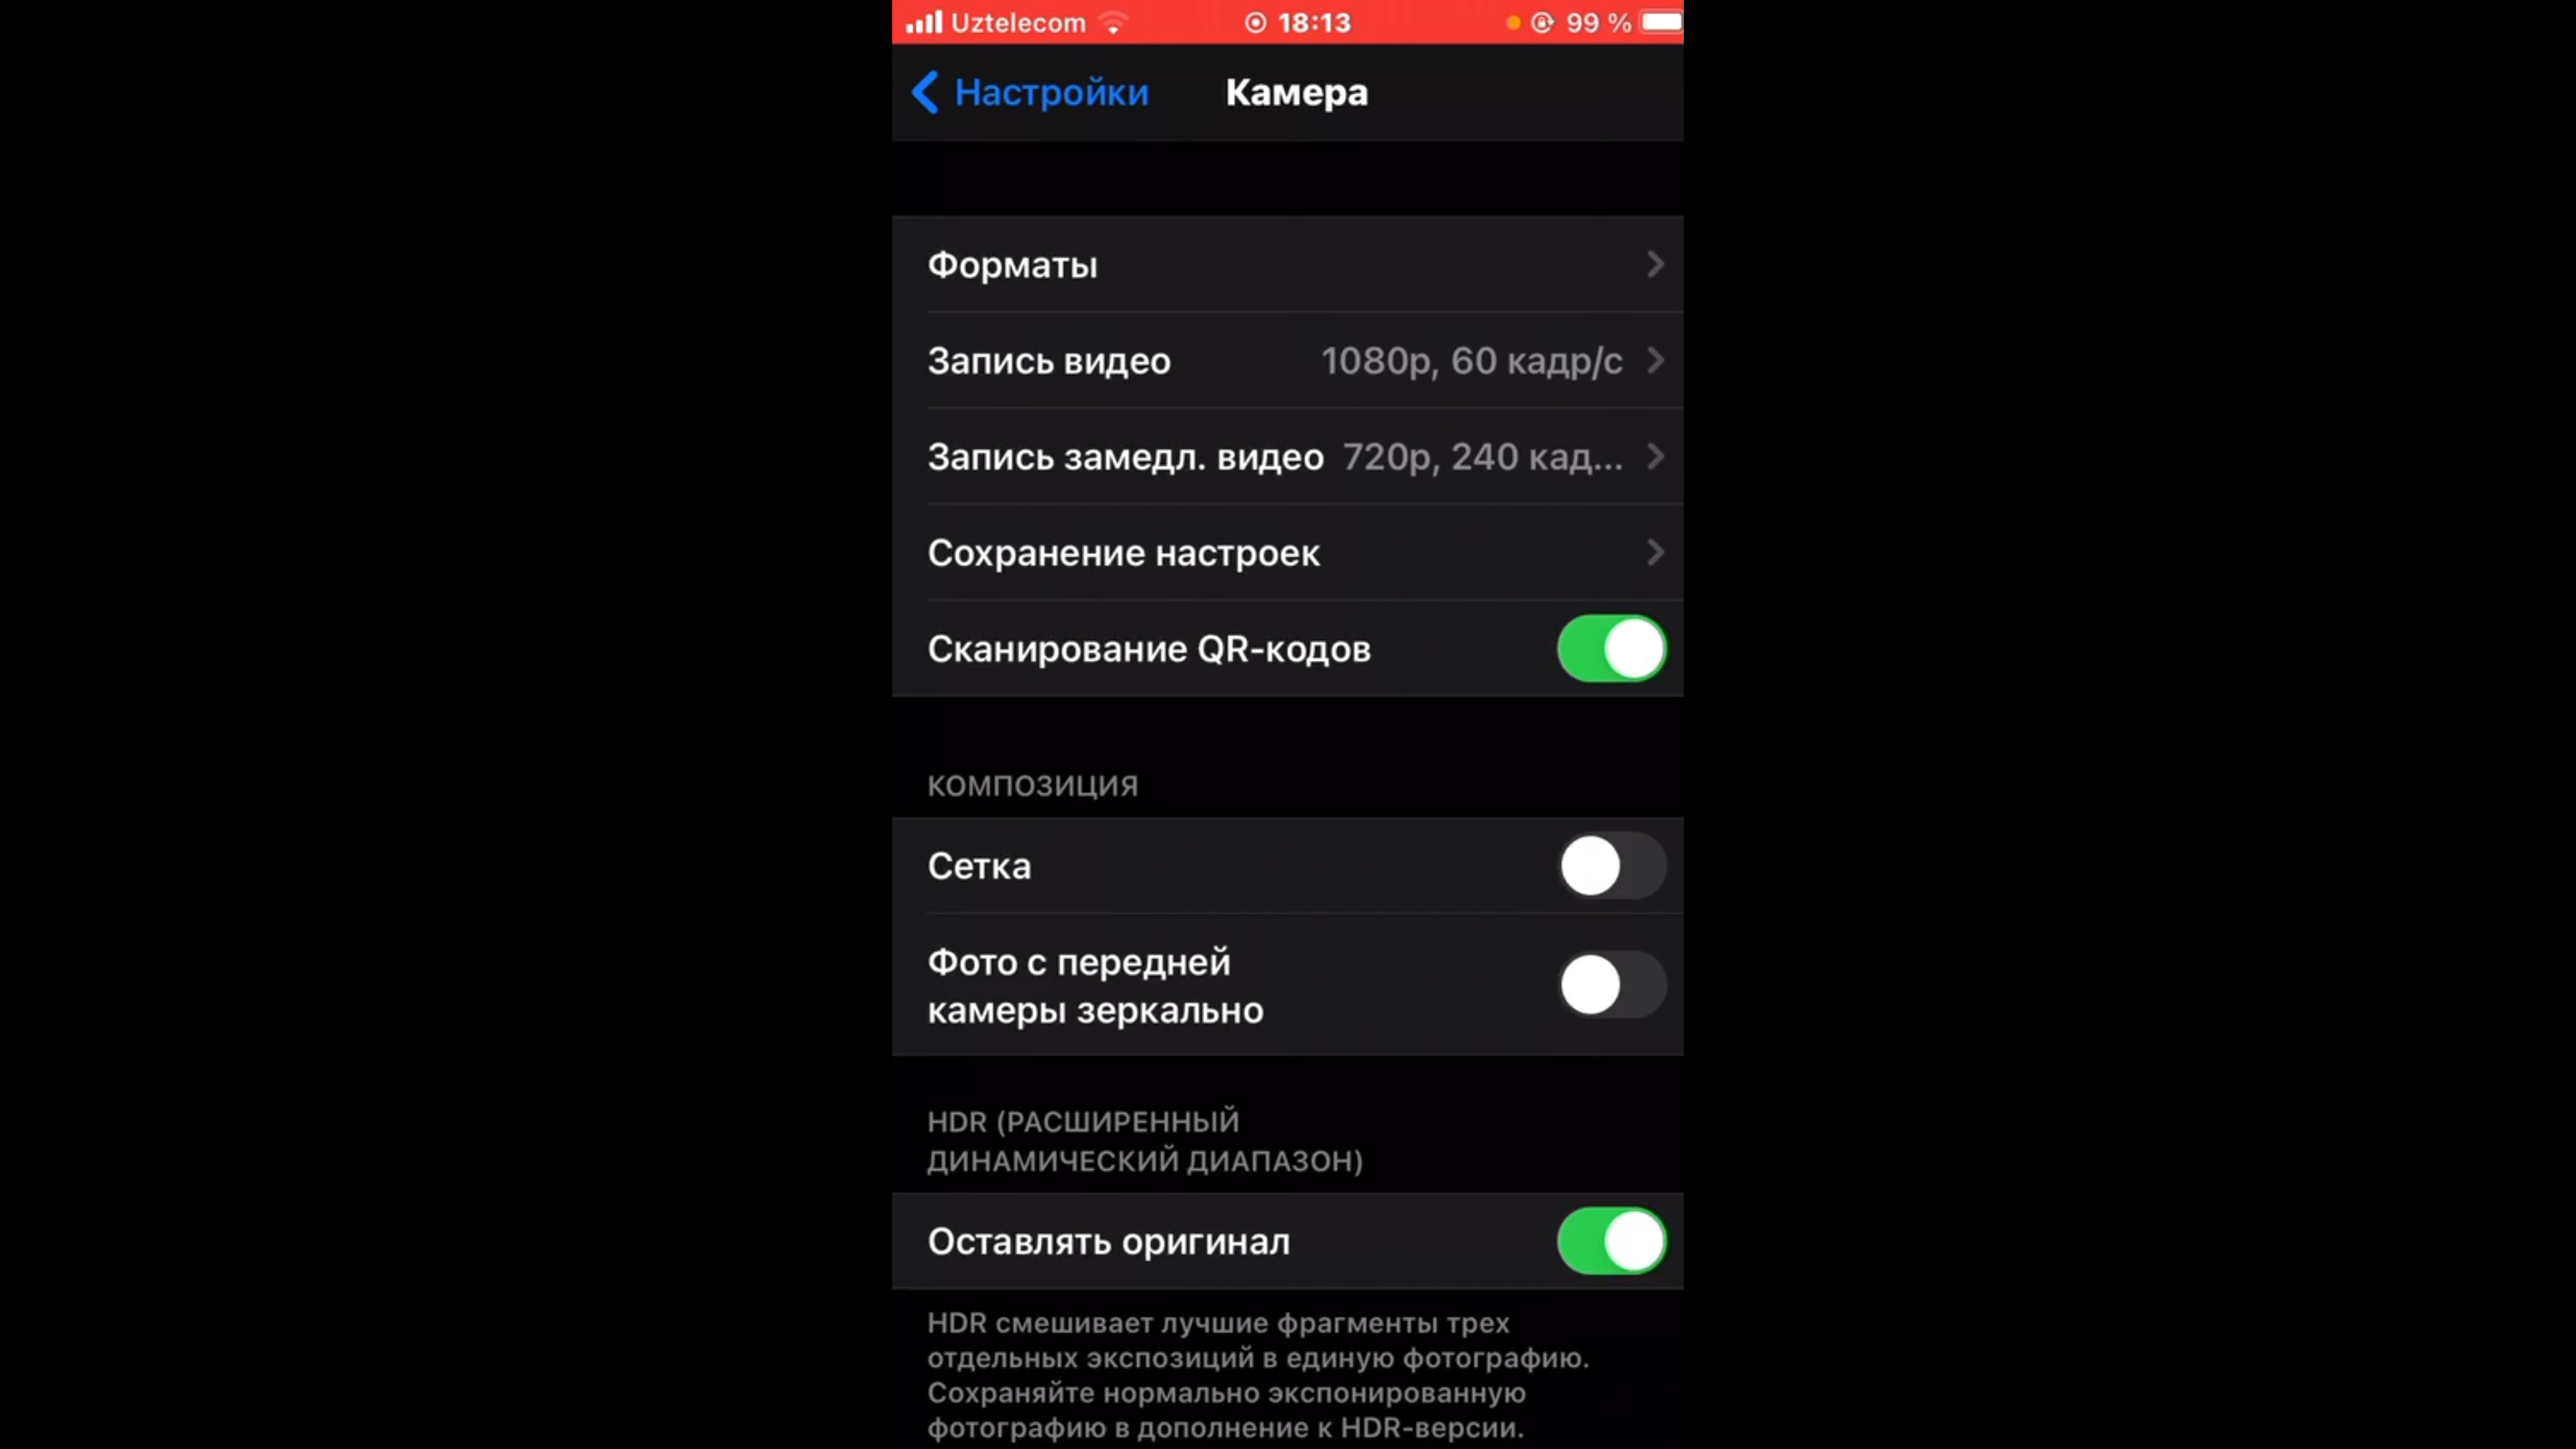 Uztelecom 18:13 99 %
Настройки Камера
Форматы
Запись видео 1080p, 60 кадр/с
Запись замедл. видео 720p, 240 кад...
Сохранение настроек
Сканирование QR-кодов
КОМПОЗИЦИЯ
Сетка
Фото с передней
камеры зеркально
HDR (РАСШИРЕННЫЙ
ДИНАМИЧЕСКИЙ ДИАПАЗОН)
Оставлять оригинал
HDR смешивает лучшие фрагменты трех
отдельных экспозиций в единую фотографию.
Сохраняйте нормально экспонированную
фотографию в дополнение к HDR-версии.